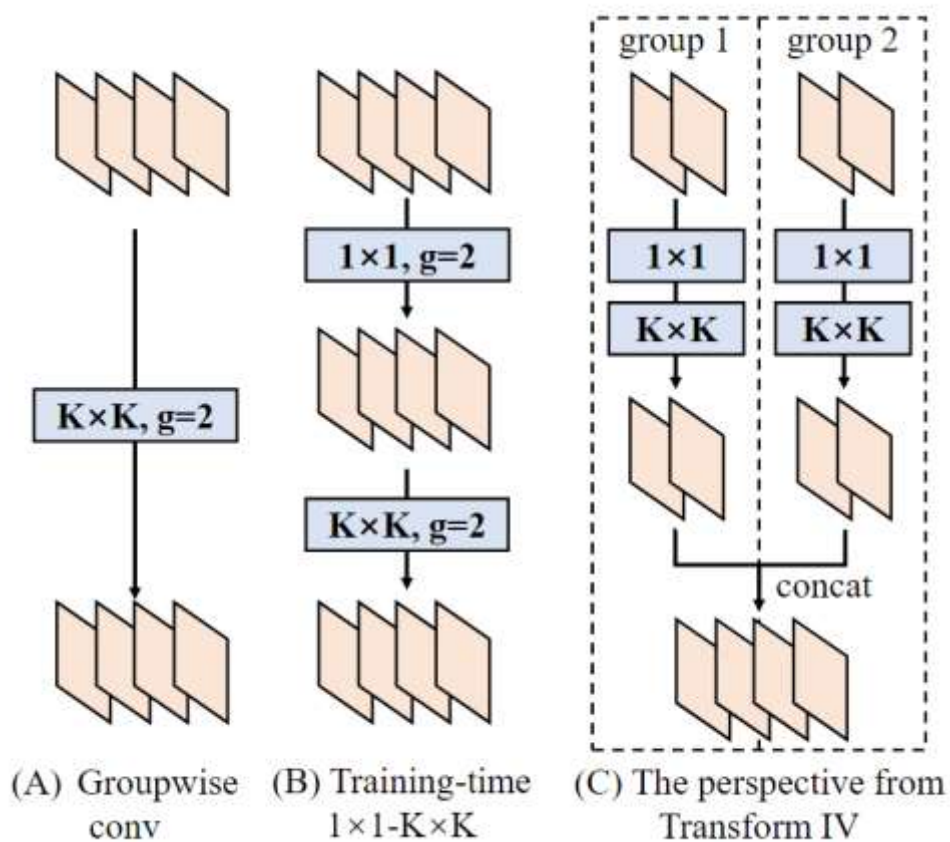 group 1
group 2
1×1, g=2
1×1
1×1
K×K
K×K
K×K, g=2
K×K, g=2
concat
(A) Groupwise
conv
(B) Training-time
1×1-K×K
(C) The perspective from
Transform IV